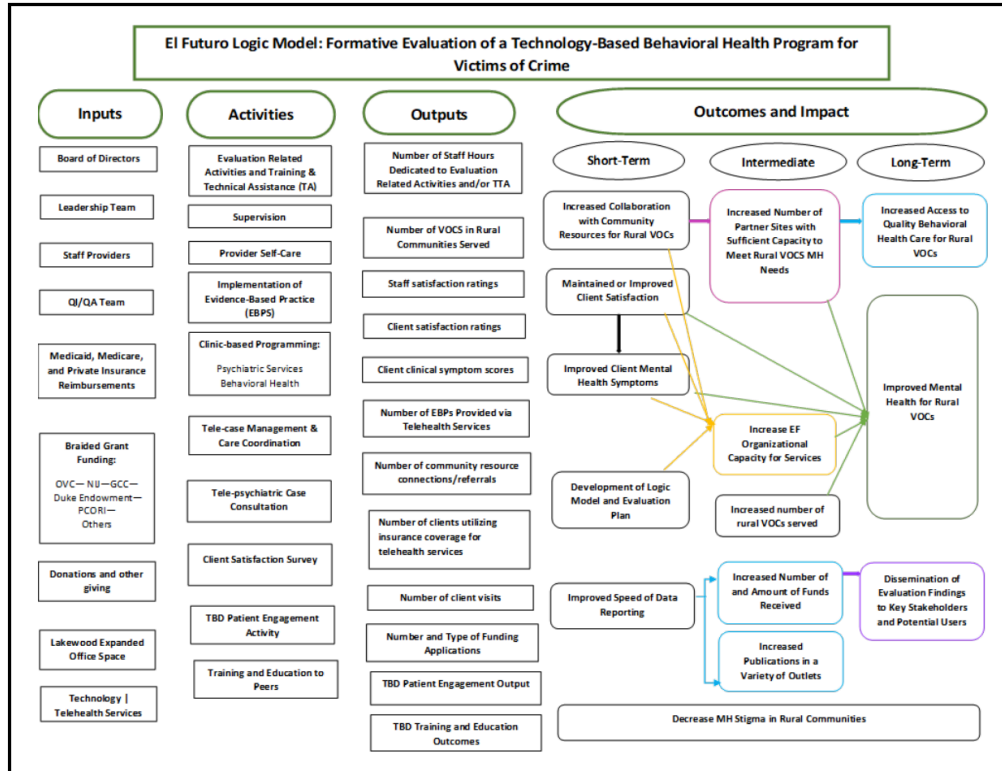 El Futuro Logic Model: Formative Evaluation of a Technology-Based Behavioral Health Program for
Victims of Crime
Inputs
Board of Directors
Leadership Team
Staff Providers
QI/QA Team
Medicaid, Medicare,
and Private Insurance
Reimbursements
Braided Grant
Funding:
OVC— NIJ—GCC—
Duke Endowment—
PCORI—
Others
Donations and other
giving
Lakewood Expanded
Office Space
Technology |
Telehealth Services
Activities
Evaluation Related
Activities and Training &
Technical Assistance (TA)
Supervision
Provider Self-Care
Implementation of
Evidence-Based Practice
(EBPS)
Clinic-based Programming:
Psychiatric Services
Behavioral Health
Tele-case Management &
Care Coordination
Tele-psychiatric Case
Consultation
Client Satisfaction Survey
TBD Patient Engagement
Activity
Training and Education to
Peers
Outputs
Number of Staff Hours
Dedicated to Evaluation
Related Activities and/or TTA
Number of VOCS in Rural
Communities Served
Staff satisfaction ratings
Client satisfaction ratings
Client clinical symptom scores
Number of EBPs Provided via
Telehealth Services
Number of community resource
connections/referrals
Number of clients utilizing
insurance coverage for
telehealth services
Number of client visits
Number and Type of Funding
Applications
TBD Patient Engagement Output
TBD Training and Education
Outcomes
Outcomes and Impact
Short-Term
Increased Collaboration
with Community
Resources for Rural VOCs
Maintained or Improved
Client Satisfaction
Improved Client Mental
Health Symptoms
Development of Logic
Model and Evaluation
Plan
Improved Speed of Data
Reporting
Intermediate
Increased Number of
Partner Sites with
Sufficient Capacity to
Meet Rural VOCS MH
Needs
Increase EF
Organizational
Capacity for Services
Increased number of
rural VOCs served
Increased Number of
and Amount of Funds
Received
Increased
Publications in a
Variety of Outlets
Long-Term
Increased Access to
Quality Behavioral
Health Care for Rural
VOCs
Improved Mental
Health for Rural
VOCs
Dissemination of
Evaluation Findings
to Key Stakeholders
and Potential Users
Decrease MH Stigma in Rural Communities